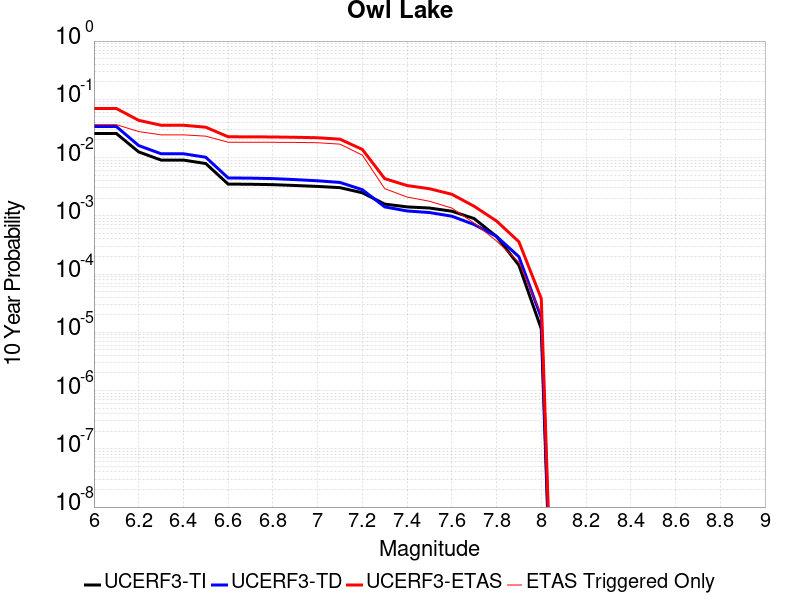 Owl Lake
10 0
10 -1
10 -2
10 -3
10 -4
10 -5
10 -6
10 -7
10 -8
10 Year Probability
6 6.2 6.4 6.6 6.8 7 7.2 7.4 7.6 7.8 8 8.2 8.4 8.6 8.8 9
Magnitude
UCERF3-TI UCERF3-TD UCERF3-ETAS ETAS Triggered Only